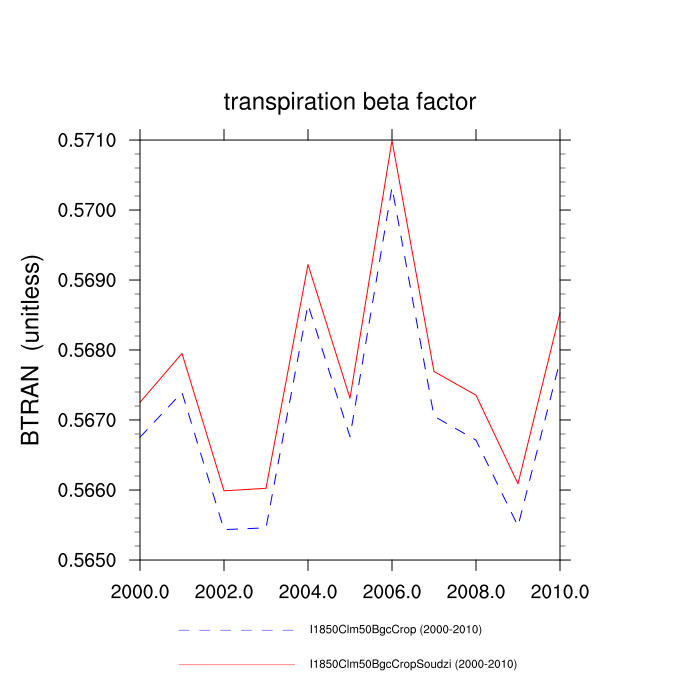 transpiration beta factor
BTRAN (unitless)
0.5710
0.5700
0.5690
0.5680
0.5670
0.5660
0.5650
2000.0 2002.0 2004.0 2006.0 2008.0 2010.0
I1850Clm50BgcCrop (2000-2010)
I1850Clm50BgcCropSoudzi (2000-2010)